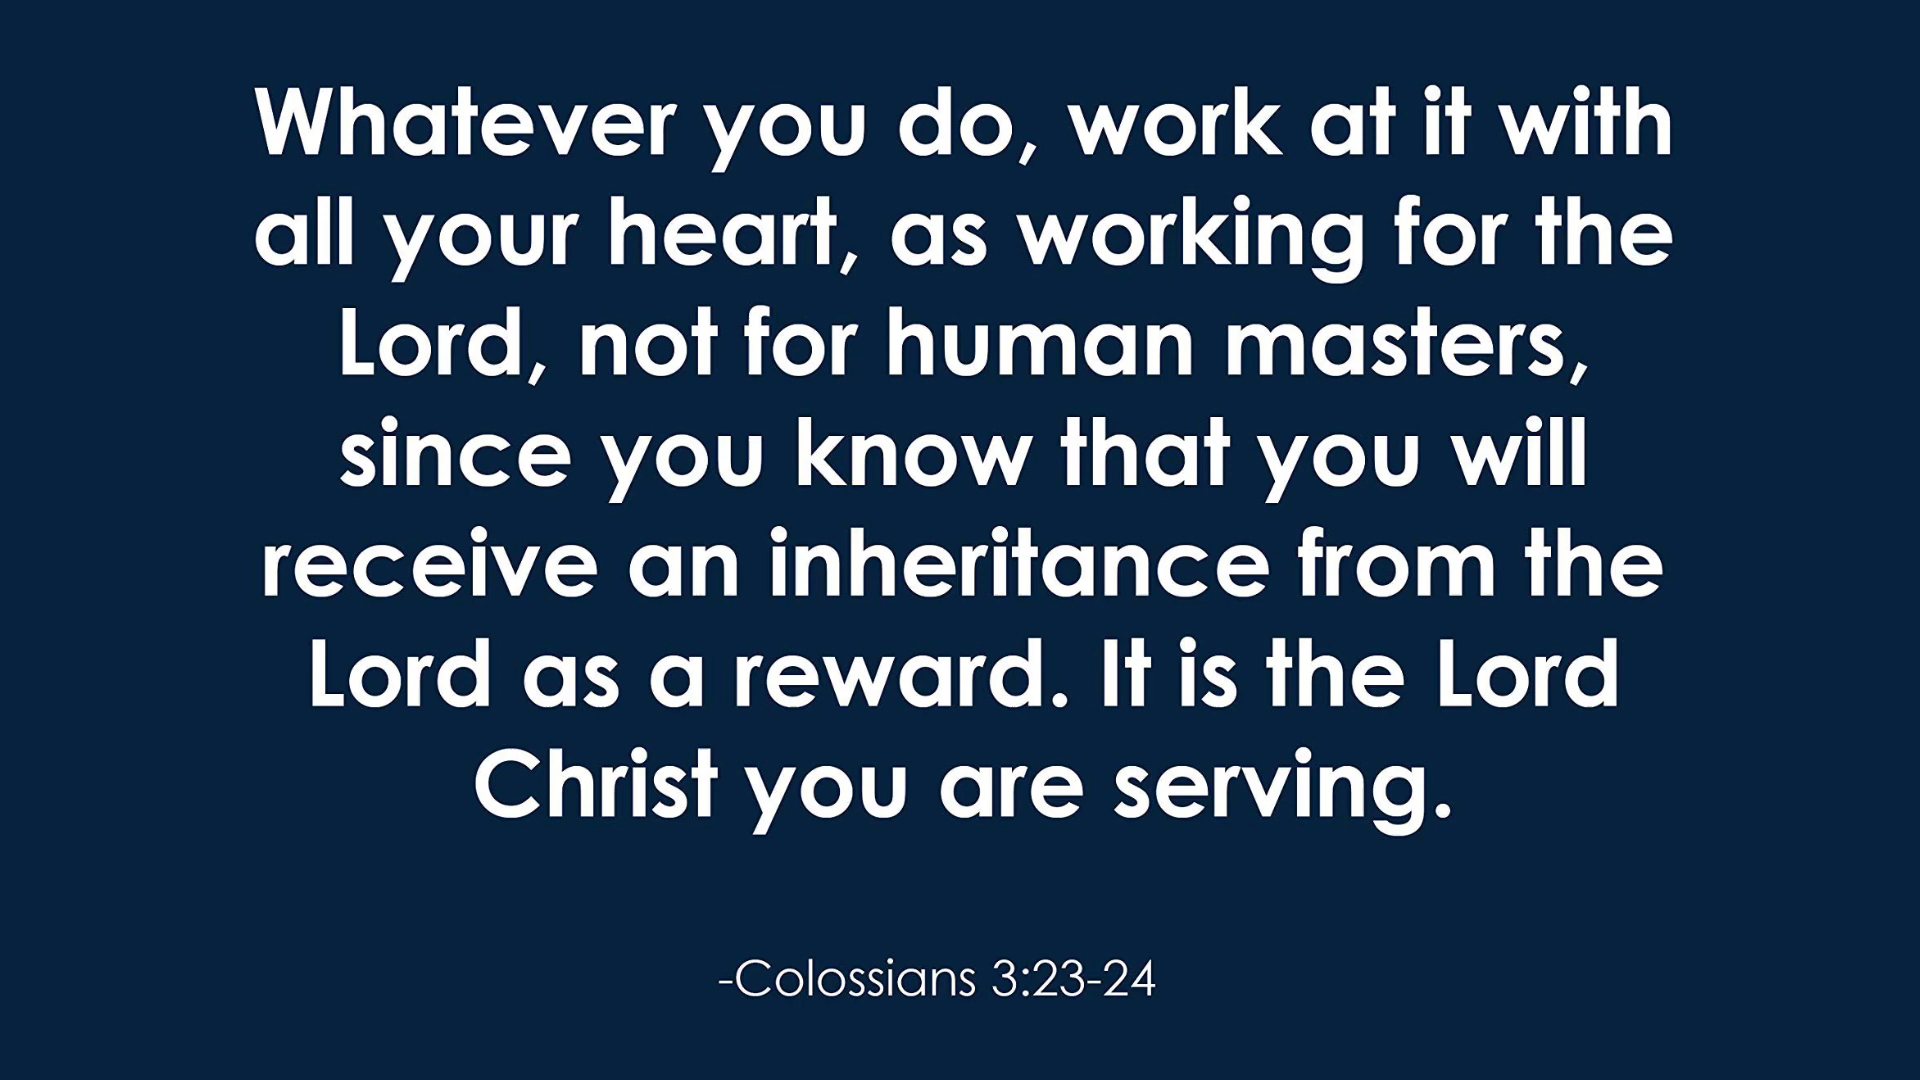 Whatever you do, work at it with
all your heart, as working for the
Lord, not for human masters,
since you know that you will
receive an inheritance from the
Lord as a reward. It is the Lord
Christ you are serving.
-Colossians 3:23-24